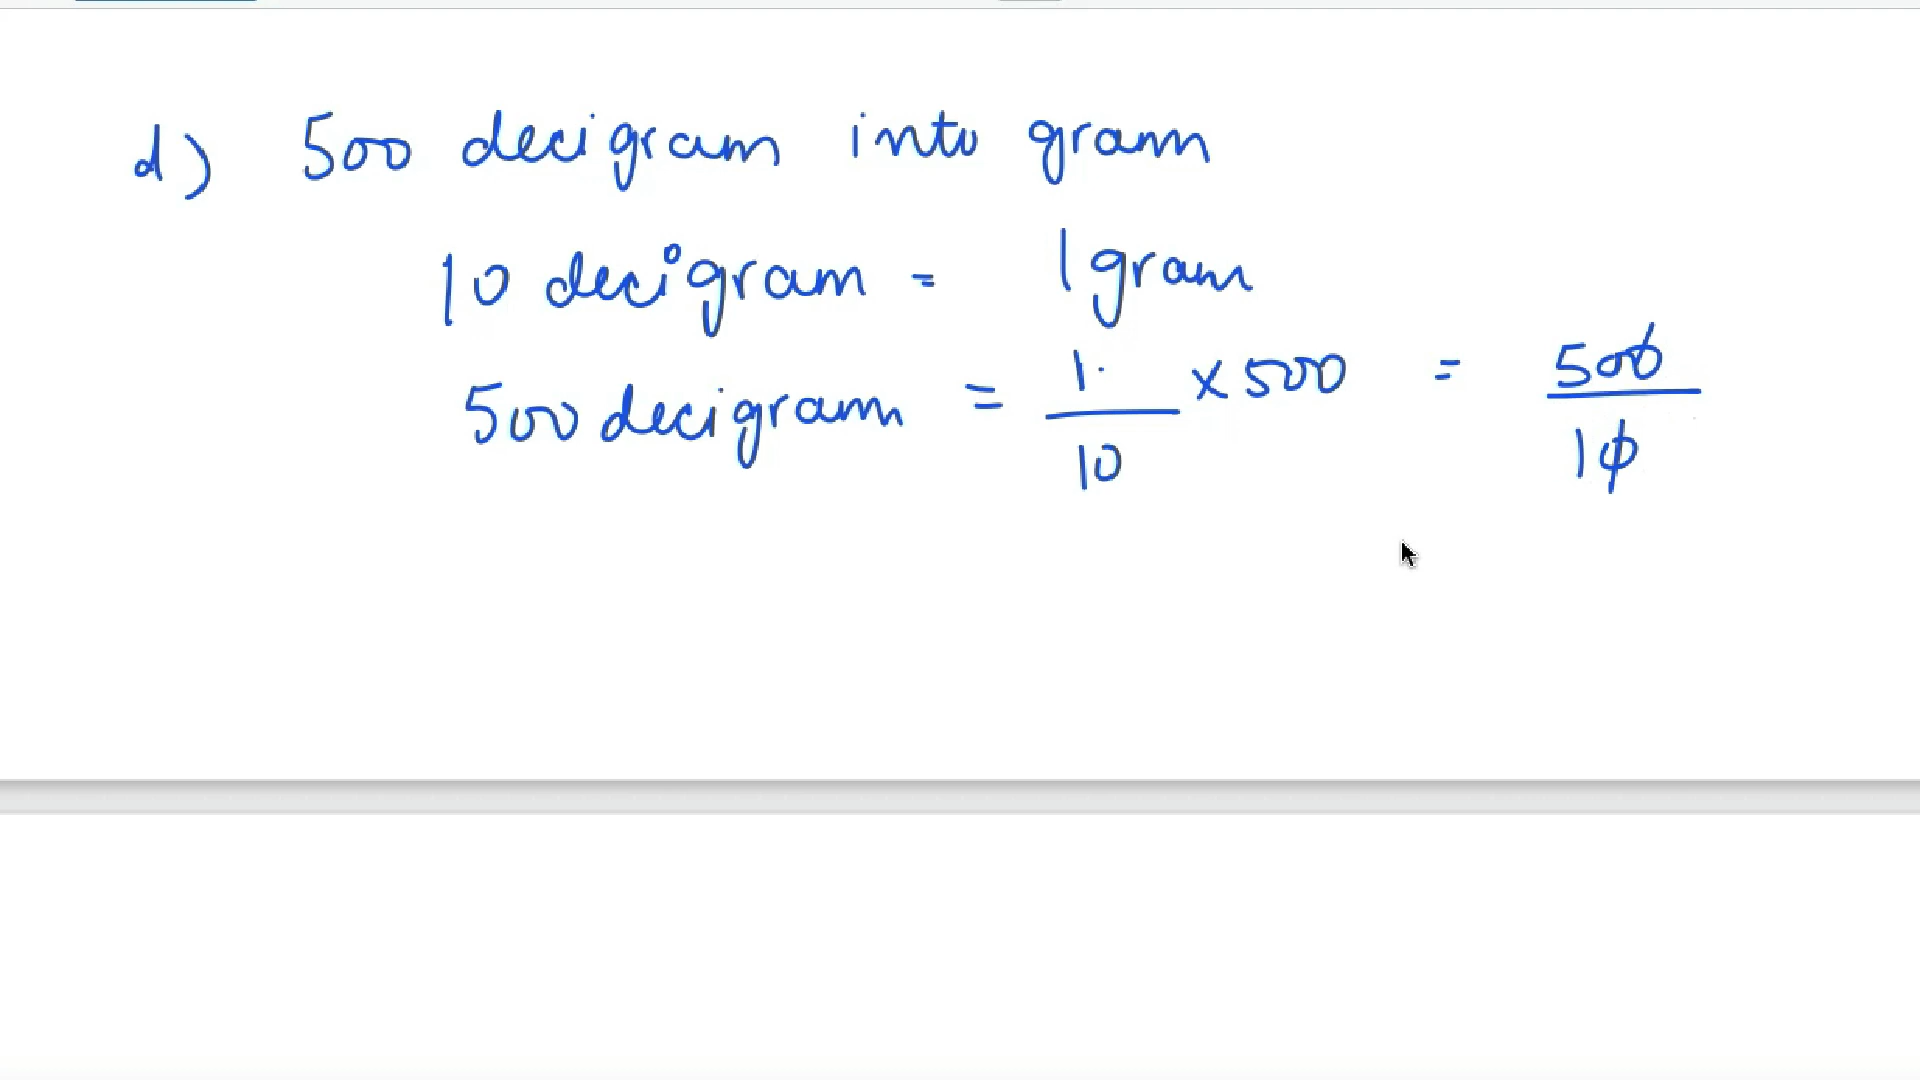 d) 500 decigram into gram
10 decigram = 1 gram
500 decigram = 1/10 x 500 = 500/10